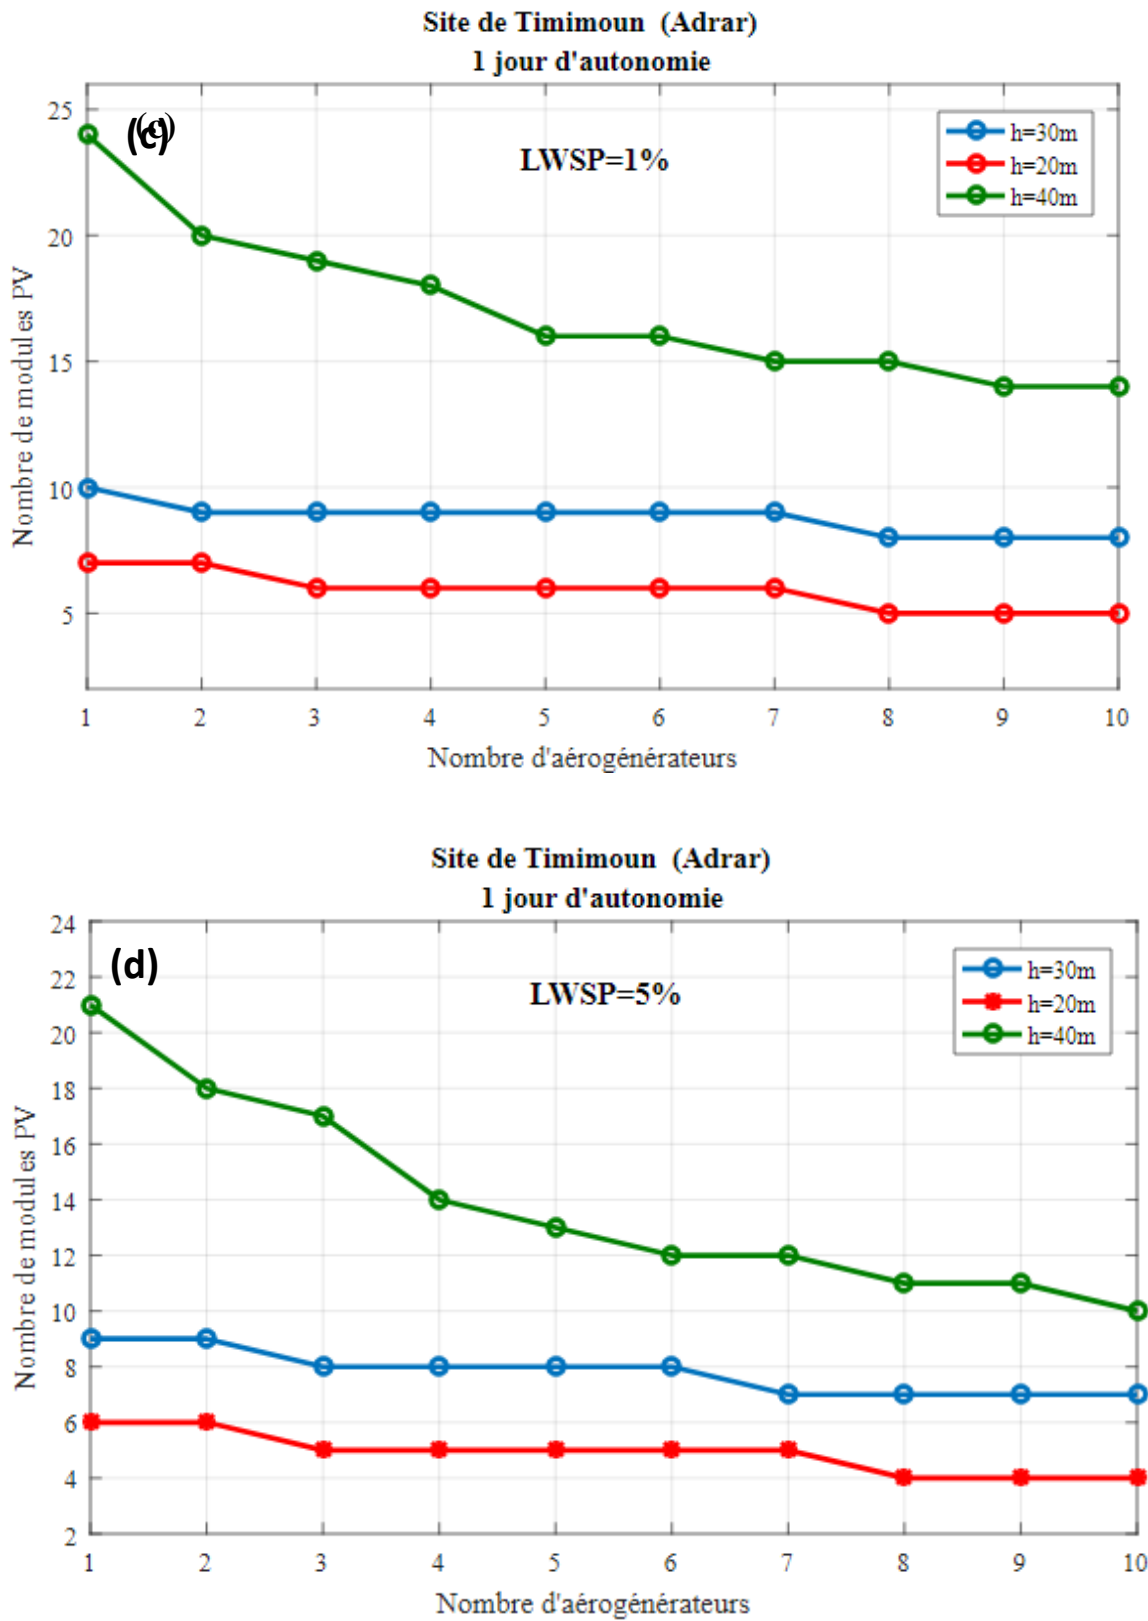 Site de Timimoun (Adrar)
1 jour d'autonomie
25
20
15
10
5
(c)
LWSP=1%
h=30m
h=20m
h=40m
Nombre de modules PV
1 2 3 4 5 6 7 8 9 10
Nombre d'aérogénérateurs
Site de Timimoun (Adrar)
1 jour d'autonomie
24
22
20
18
16
14
12
10
8
6
4
2
(d)
LWSP=5%
h=30m
h=20m
h=40m
Nombre de modules PV
1 2 3 4 5 6 7 8 9 10
Nombre d'aérogénérateurs